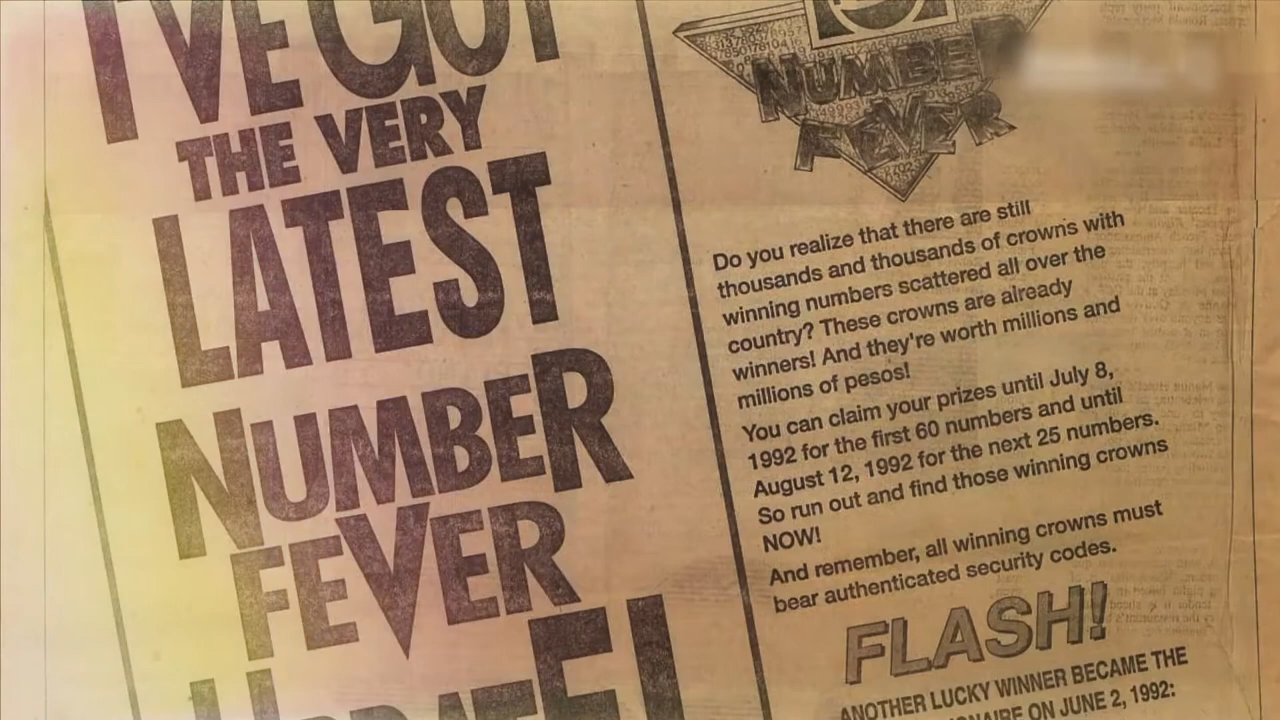 I'VE GOT
THE VERY
LATEST
NUMBER
FEVER
UPDATE!
NUMBER
FEVER
Do you realize that there are still
thousands and thousands of crowns with
winning numbers scattered all over the
country? These crowns are already
winners! And they're worth millions and
millions of pesos!
You can claim your prizes until July 8,
1992 for the first 60 numbers and until
August 12, 1992 for the next 25 numbers.
So run out and find those winning crowns
NOW!
And remember, all winning crowns must
bear authenticated security codes.
FLASH!
ANOTHER LUCKY WINNER BECAME THE
ON JUNE 2, 1992: